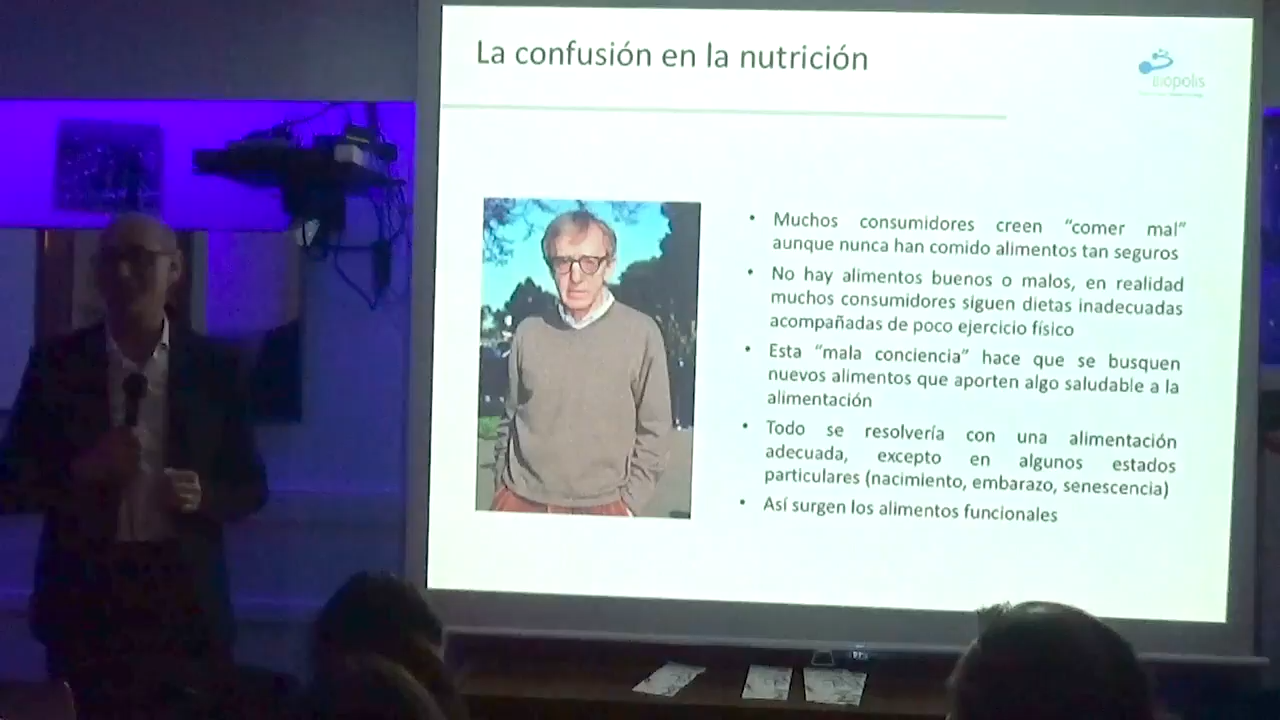 La confusión en la nutrición
• Muchos consumidores creen “comer mal”
aunque nunca han comido alimentos tan seguros
• No hay alimentos buenos o malos, en realidad
muchos consumidores siguen dietas inadecuadas
acompañadas de poco ejercicio físico
• Esta “mala conciencia” hace que se busquen
nuevos alimentos que aporten algo saludable a la
alimentación
• Todo se resolvería con una alimentación
adecuada, excepto en algunos estados
particulares (nacimiento, embarazo, senescencia)
• Así surgen los alimentos funcionales